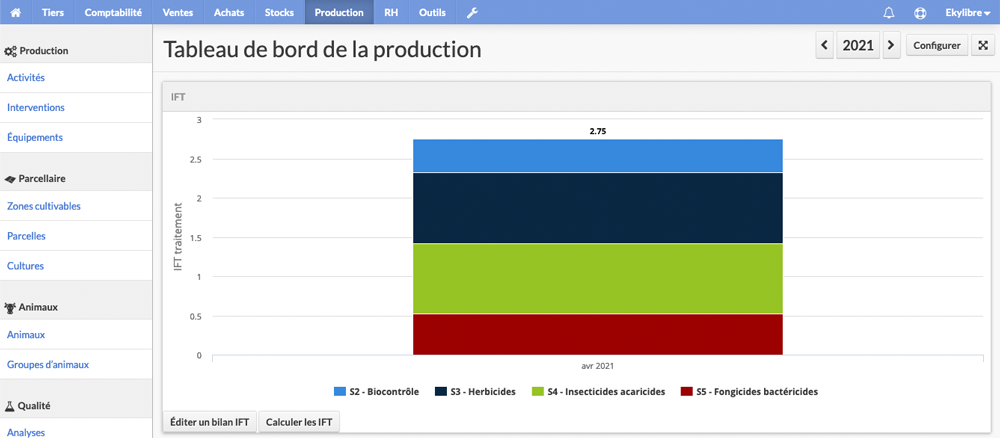 Tiers Comptabilité Ventes Achats Stocks Production RH Outils Ekylibre
Production
Activités
Interventions
Équipements
Parcellaire
Zones cultivables
Parcelles
Cultures
Animaux
Animaux
Groupes d'animaux
Qualité
Analyses
Tableau de bord de la production
2021
Configurer
IFT
2.75
3
2.5
2
1.5
1
0.5
0
IFT traitement
avr 2021
S2 - Biocontrôle S3 - Herbicides S4 - Insecticides acaricides S5 - Fongicides bactéricides
Éditer un bilan IFT Calculer les IFT